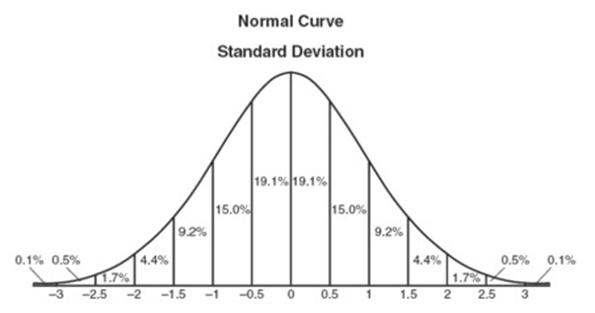 Normal Curve
Standard Deviation
19.1% 19.1%
15.0% 15.0%
9.2% 9.2%
0.1% 0.5% 4.4% 4.4% 0.5% 0.1%
1.7% 1.7%
−3 −2.5 −2 −1.5 −1 −0.5 0 0.5 1 1.5 2 2.5 3